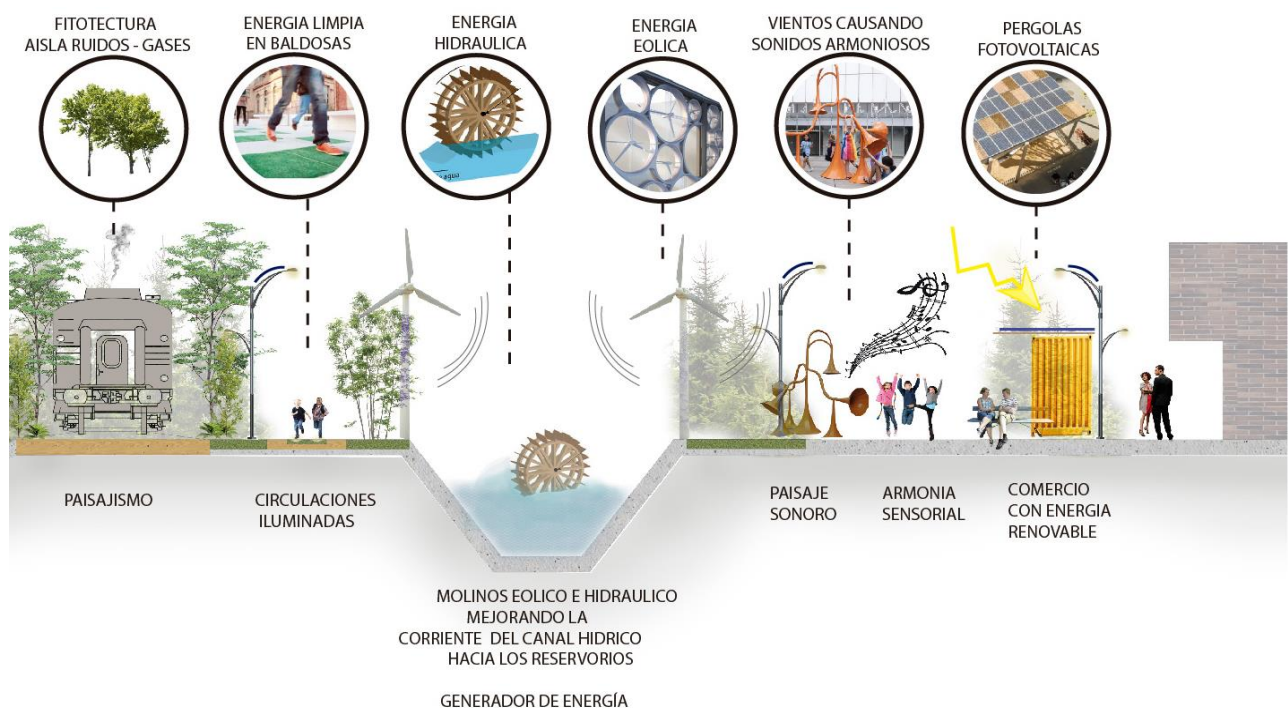 FITOTECTURA
AISLA RUIDOS - GASES
ENERGIA LIMPIA
EN BALDOSAS
ENERGIA
HIDRAULICA
ENERGIA
EOLICA
VIENTOS CAUSANDO
SONIDOS ARMONIOSOS
PERGOLAS
FOTOVOLTAICAS
agua
PAISAJISMO
CIRCULACIONES
ILUMINADAS
PAISAJE
SONORO
ARMONIA
SENSORIAL
COMERCIO
CON ENERGIA
RENOVABLE
MOLINOS EOLICO E HIDRAULICO
MEJORANDO LA
CORRIENTE DEL CANAL HIDRICO
HACIA LOS RESERVORIOS
GENERADOR DE ENERGÍA